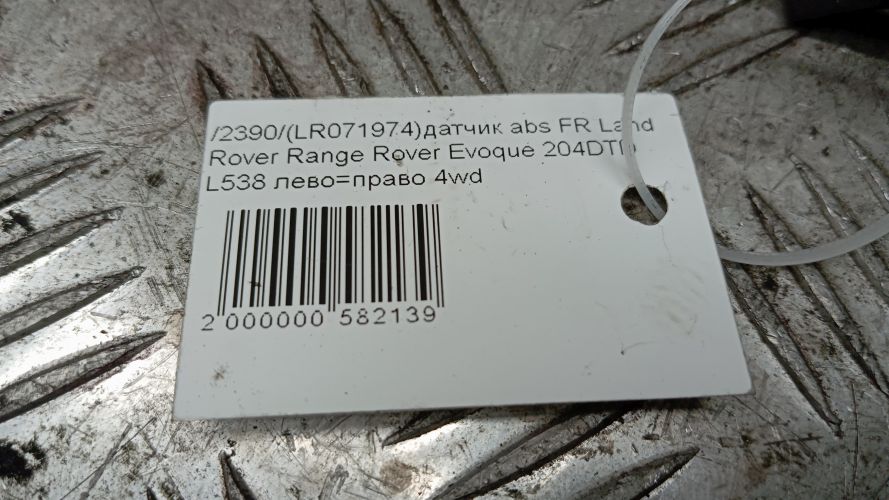 /2390/(LR071974)датчик abs FR Land
Rover Range Rover Evoque 204DTD
L538 лево=право 4wd
2 000000 582139